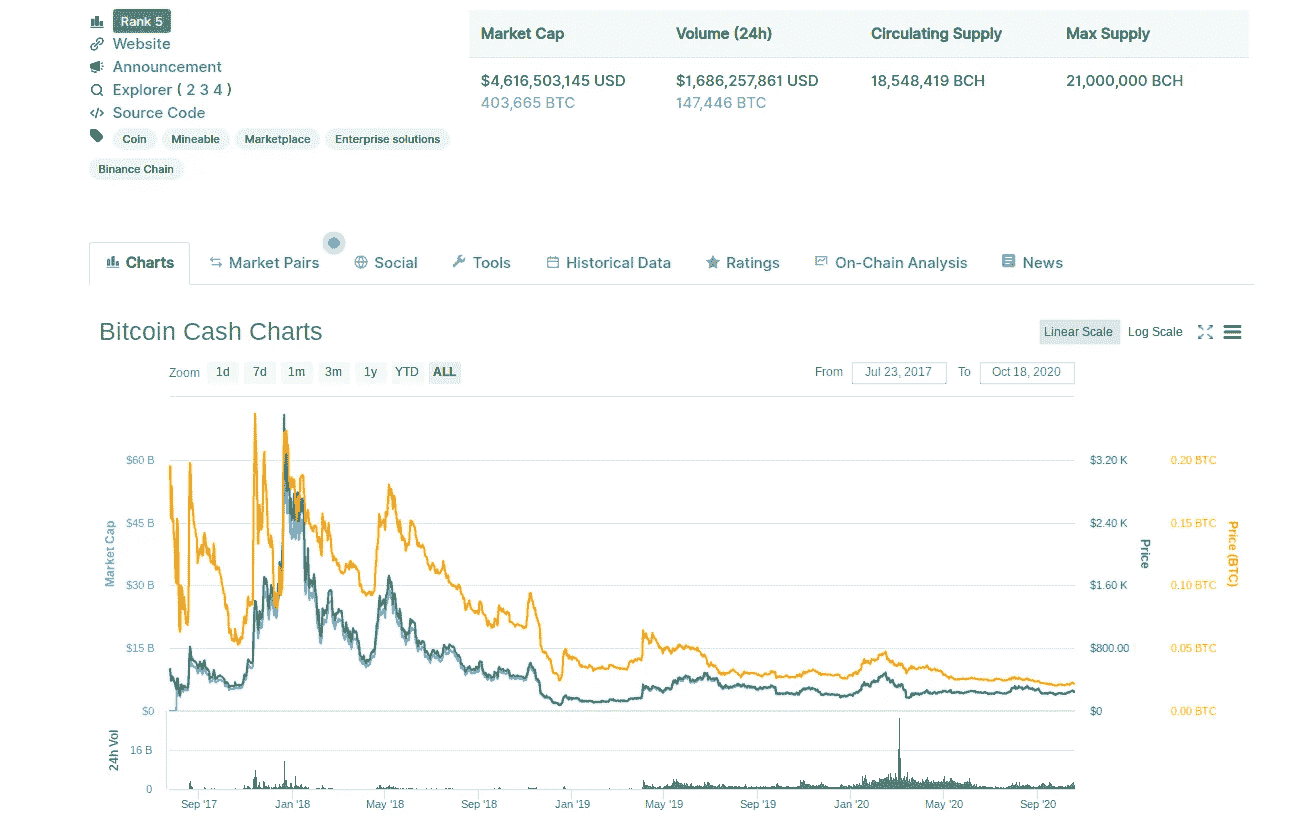 Rank 5
Website
Announcement
Explorer ( 2 3 4 )
Source Code
Coin Mineable Marketplace Enterprise solutions
Binance Chain
Market Cap Volume (24h) Circulating Supply Max Supply
$4,616,503,145 USD $1,686,257,861 USD 18,548,419 BCH 21,000,000 BCH
403,665 BTC 147,446 BTC
Charts Market Pairs Social Tools Historical Data Ratings On-Chain Analysis News
Bitcoin Cash Charts
Linear Scale Log Scale
Zoom 1d 7d 1m 3m 1y YTD ALL
From Jul 23, 2017 To Oct 18, 2020
$60 B $3.20 K 0.20 BTC
$45 B $2.40 K 0.15 BTC
Market Cap
Price
Price (BTC)
$30 B $1.60 K 0.10 BTC
$15 B $800.00 0.05 BTC
$0 $0 0.00 BTC
24h Vol
16 B
0
Sep '17 Jan '18 May '18 Sep '18 Jan '19 May '19 Sep '19 Jan '20 May '20 Sep '20